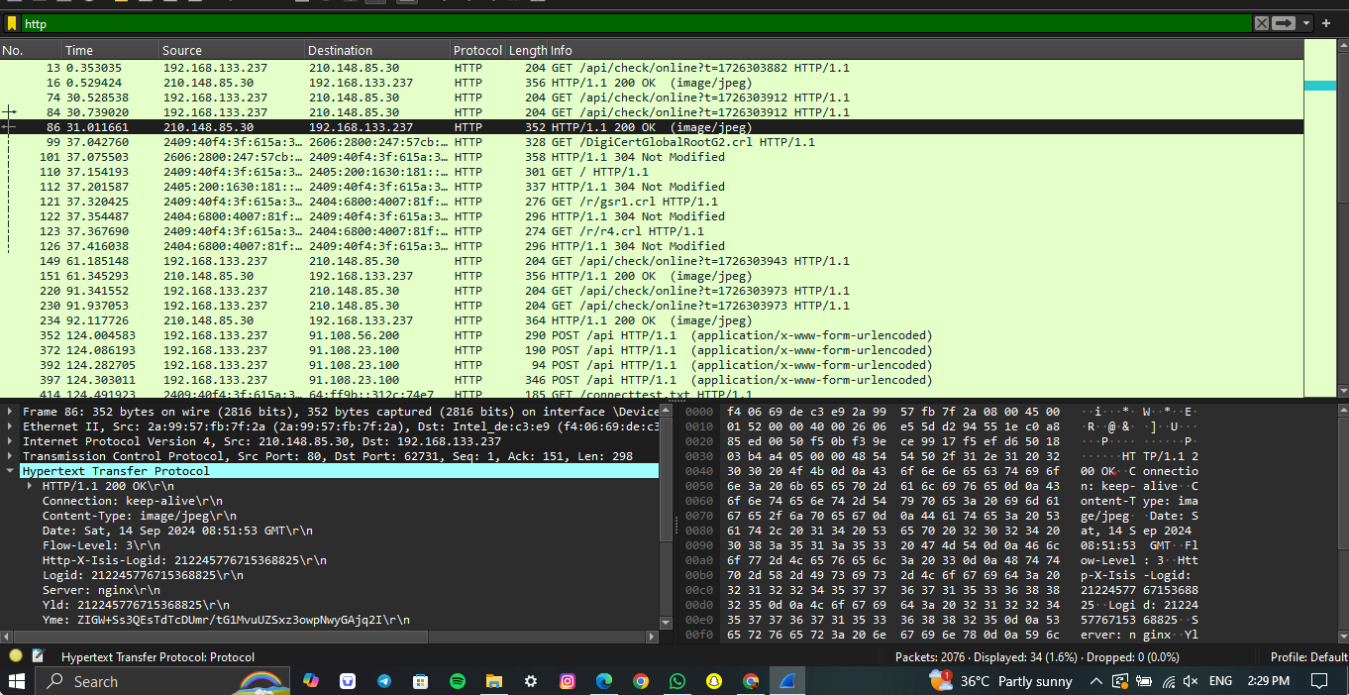 http
No. Time Source Destination Protocol Length Info
13 0.353035 192.168.133.237 210.148.85.30 HTTP 204 GET /api/check/online?t=1726303882 HTTP/1.1
16 0.529424 210.148.85.30 192.168.133.237 HTTP 356 HTTP/1.1 200 OK (image/jpeg)
74 30.528538 192.168.133.237 210.148.85.30 HTTP 204 GET /api/check/online?t=1726303912 HTTP/1.1
84 30.739020 192.168.133.237 210.148.85.30 HTTP 204 GET /api/check/online?t=1726303912 HTTP/1.1
86 31.011661 210.148.85.30 192.168.133.237 HTTP 352 HTTP/1.1 200 OK (image/jpeg)
99 37.042760 2409:40f4:3f:615a:3… 2606:2800:247:57cb:… HTTP 328 GET /DigiCertGlobalRootG2.crl HTTP/1.1
101 37.075503 2606:2800:247:57cb:… 2409:40f4:3f:615a:3… HTTP 358 HTTP/1.1 304 Not Modified
110 37.154193 2409:40f4:3f:615a:3… 2405:200:1630:181::… HTTP 301 GET / HTTP/1.1
112 37.201587 2405:200:1630:181::… 2409:40f4:3f:615a:3… HTTP 337 HTTP/1.1 304 Not Modified
121 37.320425 2409:40f4:3f:615a:3… 2404:6800:4007:81f:… HTTP 276 GET /r/gsr1.crl HTTP/1.1
122 37.354487 2404:6800:4007:81f:… 2409:40f4:3f:615a:3… HTTP 296 HTTP/1.1 304 Not Modified
123 37.367690 2409:40f4:3f:615a:3… 2404:6800:4007:81f:… HTTP 274 GET /r/r4.crl HTTP/1.1
126 37.416038 2404:6800:4007:81f:… 2409:40f4:3f:615a:3… HTTP 296 HTTP/1.1 304 Not Modified
149 61.185148 192.168.133.237 210.148.85.30 HTTP 204 GET /api/check/online?t=1726303943 HTTP/1.1
151 61.345293 210.148.85.30 192.168.133.237 HTTP 356 HTTP/1.1 200 OK (image/jpeg)
220 91.341552 192.168.133.237 210.148.85.30 HTTP 204 GET /api/check/online?t=1726303973 HTTP/1.1
230 91.937053 192.168.133.237 210.148.85.30 HTTP 204 GET /api/check/online?t=1726303973 HTTP/1.1
234 92.117726 210.148.85.30 192.168.133.237 HTTP 364 HTTP/1.1 200 OK (image/jpeg)
352 124.004583 192.168.133.237 91.108.56.200 HTTP 290 POST /api HTTP/1.1 (application/x-www-form-urlencoded)
372 124.086193 192.168.133.237 91.108.23.100 HTTP 190 POST /api HTTP/1.1 (application/x-www-form-urlencoded)
392 124.282705 192.168.133.237 91.108.23.100 HTTP 94 POST /api HTTP/1.1 (application/x-www-form-urlencoded)
397 124.303011 192.168.133.237 91.108.23.100 HTTP 346 POST /api HTTP/1.1 (application/x-www-form-urlencoded)
414 124.491923 2409:40f4:3f:615a:3… 64:ff9b::312c:74e7 HTTP 185 GET /connecttest.txt HTTP/1.1
Frame 86: 352 bytes on wire (2816 bits), 352 bytes captured (2816 bits) on interface \Device
Ethernet II, Src: 2a:99:57:fb:7f:2a (2a:99:57:fb:7f:2a), Dst: Intel_de:c3:e9 (f4:06:69:de:c3
Internet Protocol Version 4, Src: 210.148.85.30, Dst: 192.168.133.237
Transmission Control Protocol, Src Port: 80, Dst Port: 62731, Seq: 1, Ack: 151, Len: 298
Hypertext Transfer Protocol
HTTP/1.1 200 OK\r\n
Connection: keep-alive\r\n
Content-Type: image/jpeg\r\n
Date: Sat, 14 Sep 2024 08:51:53 GMT\r\n
Flow-Level: 3\r\n
Http-X-Isis-Logid: 212245776715368825\r\n
Logid: 212245776715368825\r\n
Server: nginx\r\n
Yld: 212245776715368825\r\n
Yme: ZIGW+Ss3QEsTdTcDUmr/tG1MvuUZSxz3owpNwyGAjq2I\r\n
0000 f4 06 69 de c3 e9 2a 99 57 fb 7f 2a 08 00 45 00 ··i···*· W··*··E·
0010 01 52 00 00 40 00 26 06 e5 5d d2 94 55 1e c0 a8 ·R··@·&· ·]··U···
0020 85 ed 00 50 f5 0b f3 9e ce 99 17 f5 ef d6 50 18 ···P···· ······P·
0030 03 b4 a4 05 00 00 48 54 54 50 2f 31 2e 31 20 32 ······HT TP/1.1 2
0040 30 30 20 4f 4b 0d 0a 43 6f 6e 6e 65 63 74 69 6f 00 OK··C onnectio
0050 6e 3a 20 6b 65 65 70 2d 61 6c 69 76 65 0d 0a 43 n: keep- alive··C
0060 6f 6e 74 65 6e 74 2d 54 79 70 65 3a 20 69 6d 61 ontent-T ype: ima
0070 67 65 2f 6a 70 65 67 0d 0a 44 61 74 65 3a 20 53 ge/jpeg· ·Date: S
0080 61 74 2c 20 31 34 20 53 65 70 20 32 30 32 34 20 at, 14 S ep 2024
0090 30 38 3a 35 31 3a 35 33 20 47 4d 54 0d 0a 46 6c 08:51:53 GMT··Fl
00a0 6f 77 2d 4c 65 76 65 6c 3a 20 33 0d 0a 48 74 74 ow-Level : 3··Htt
00b0 70 2d 58 2d 49 73 69 73 2d 4c 6f 67 69 64 3a 20 p-X-Isis -Logid:
00c0 32 31 32 32 34 35 37 37 36 37 31 35 33 36 38 38 21224577 67153688
00d0 32 35 0d 0a 4c 6f 67 69 64 3a 20 32 31 32 32 34 25··Logi d: 21224
00e0 35 37 37 36 37 31 35 33 36 38 38 32 35 0d 0a 53 57767153 68825··S
00f0 65 72 76 65 72 3a 20 6e 67 69 6e 78 0d 0a 59 6c erver: n ginx··Yl
Hypertext Transfer Protocol: Protocol Packets: 2076 · Displayed: 34 (1.6%) · Dropped: 0 (0.0%) Profile: Default
Search 36°C Partly sunny ENG 2:29 PM